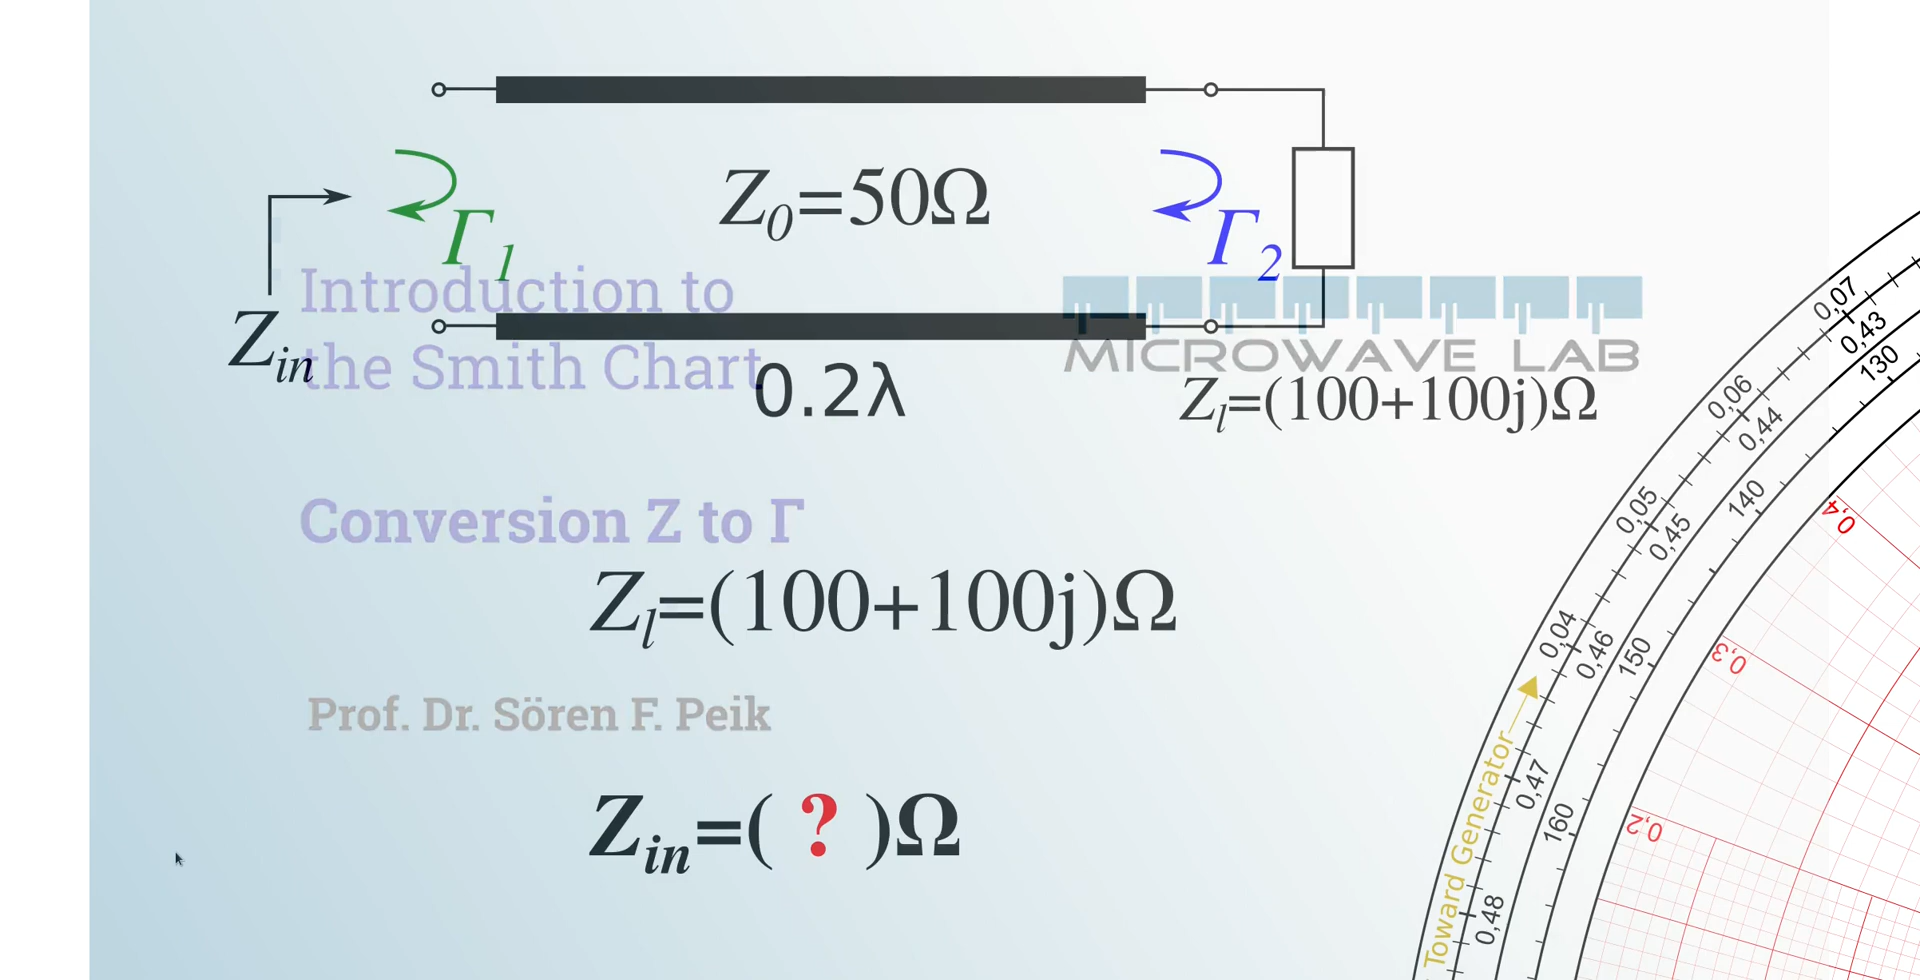 Z0=50Ω
Γ1
Γ2
Introduction to
the Smith Chart
Zin
0.2λ
MICROWAVE LAB
Zl=(100+100j)Ω
Conversion Z to Γ
Zl=(100+100j)Ω
Prof. Dr. Sören F. Peik
Zin=( ? )Ω
0,07
0,43
130
0,06
0,44
140
0,05
0,45
0,4
0,04
0,46
150
0,3
0,47
160
0,2
0,48
Toward Generator